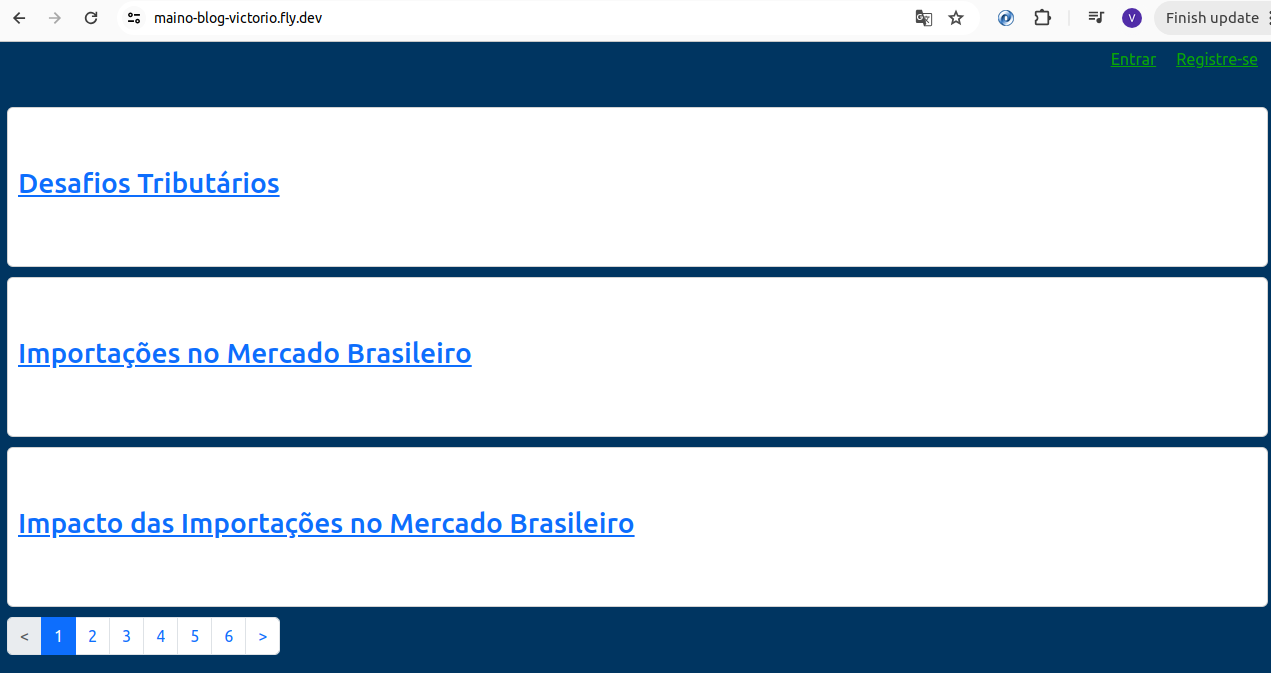 maino-blog-victorio.fly.dev
V
Finish update
Entrar Registre-se
Desafios Tributários
Importações no Mercado Brasileiro
Impacto das Importações no Mercado Brasileiro
< 1 2 3 4 5 6 >